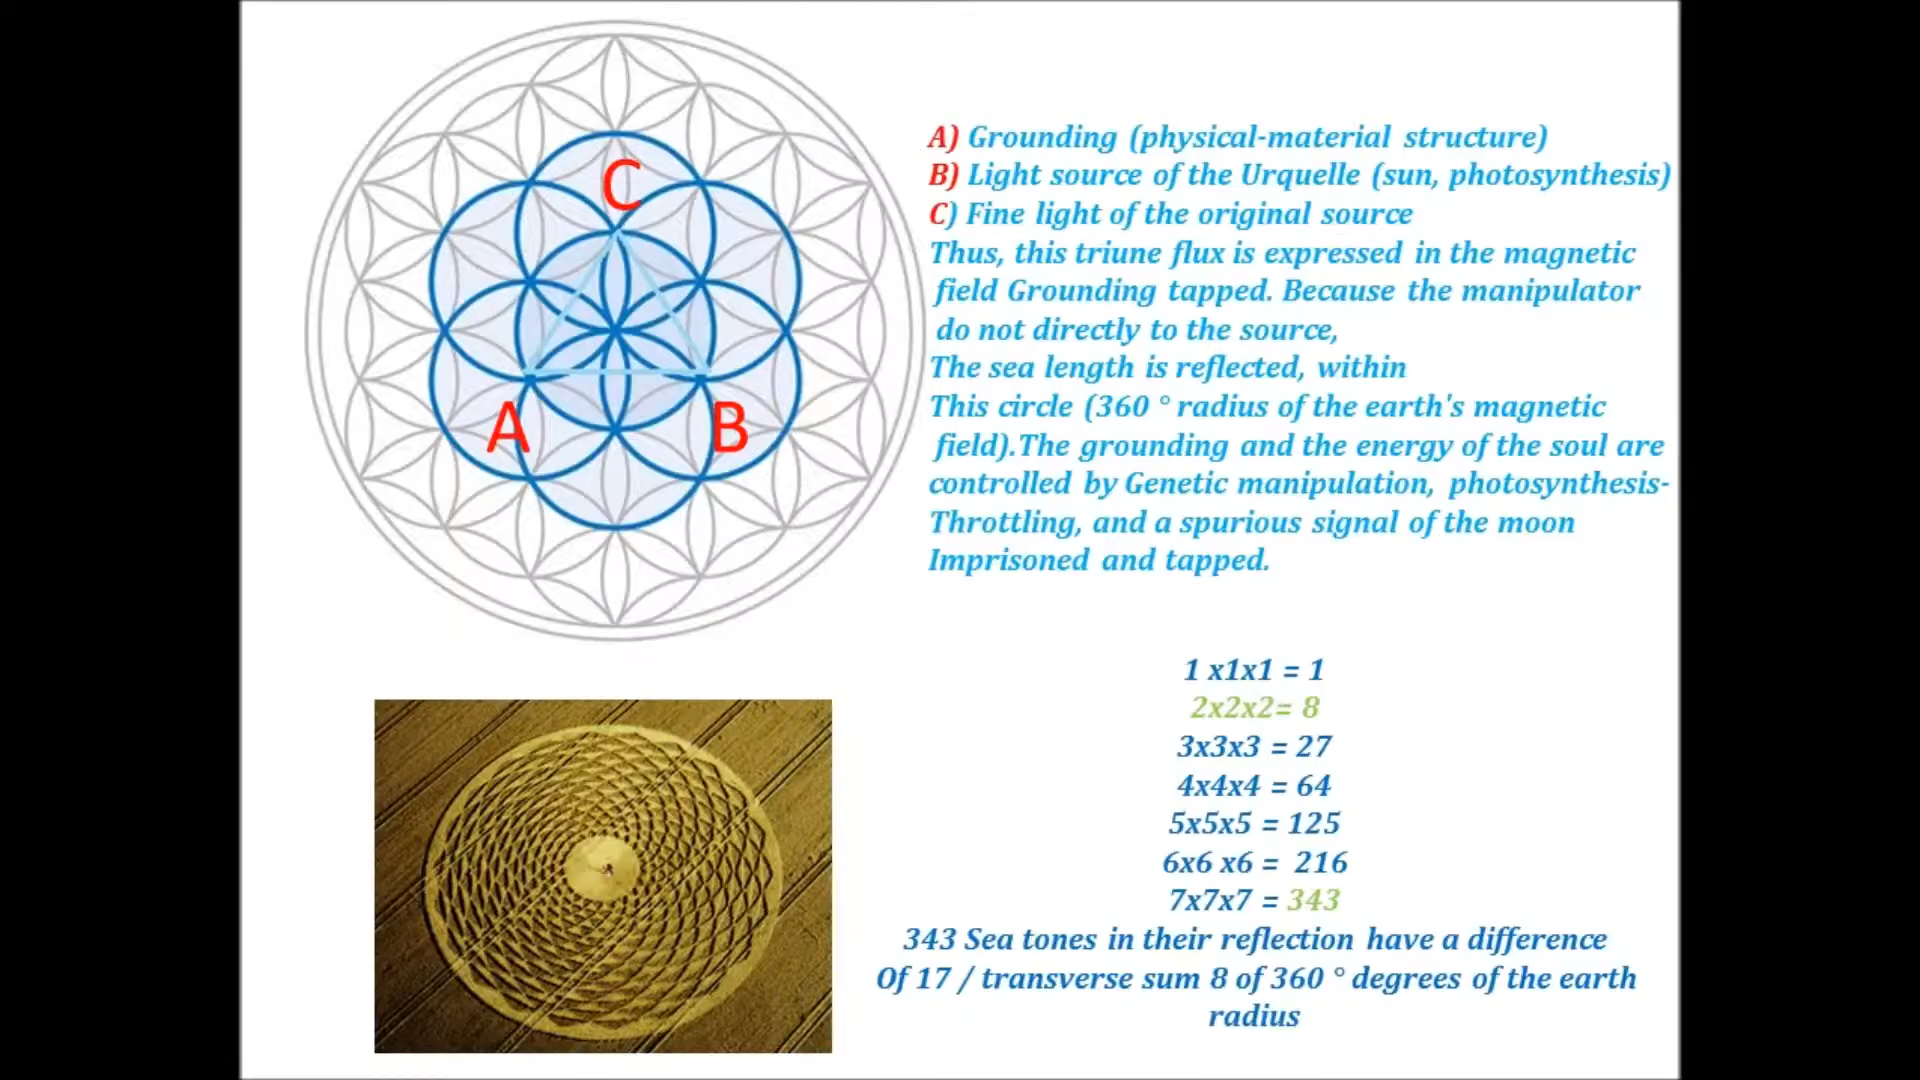 C
A
B
A) Grounding (physical-material structure)
B) Light source of the Urquelle (sun, photosynthesis)
C) Fine light of the original source
Thus, this triune flux is expressed in the magnetic
field Grounding tapped. Because the manipulator
do not directly to the source,
The sea length is reflected, within
This circle (360 ° radius of the earth's magnetic
field).The grounding and the energy of the soul are
controlled by Genetic manipulation, photosynthesis-
Throttling, and a spurious signal of the moon
Imprisoned and tapped.
1 x1x1 = 1
2x2x2= 8
3x3x3 = 27
4x4x4 = 64
5x5x5 = 125
6x6 x6 = 216
7x7x7 = 343
343 Sea tones in their reflection have a difference
Of 17 / transverse sum 8 of 360 ° degrees of the earth
radius